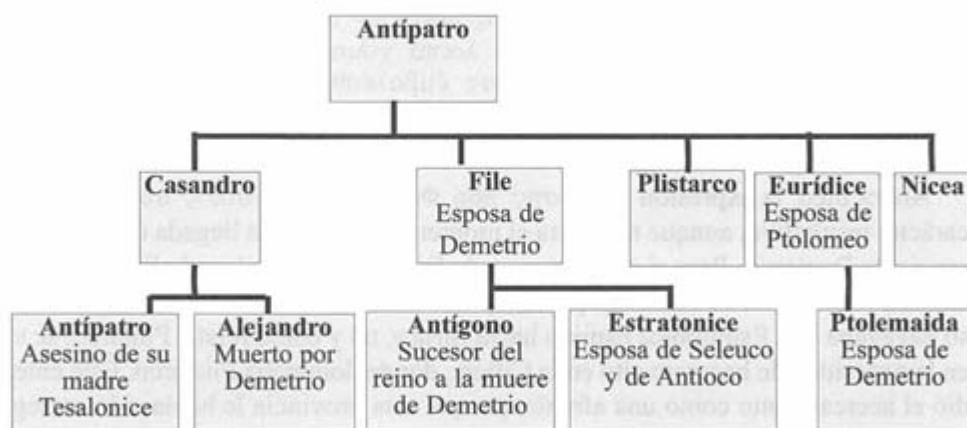 Antípatro
Casandro
File
Esposa de
Demetrio
Plistarco
Eurídice
Esposa de
Ptolomeo
Nicea
Antípatro
Asesino de su
madre
Tesalonice
Alejandro
Muerto por
Demetrio
Antígono
Sucesor del
reino a la muere
de Demetrio
Estratonice
Esposa de Seleuco
y de Antíoco
Ptolemaida
Esposa de
Demetrio